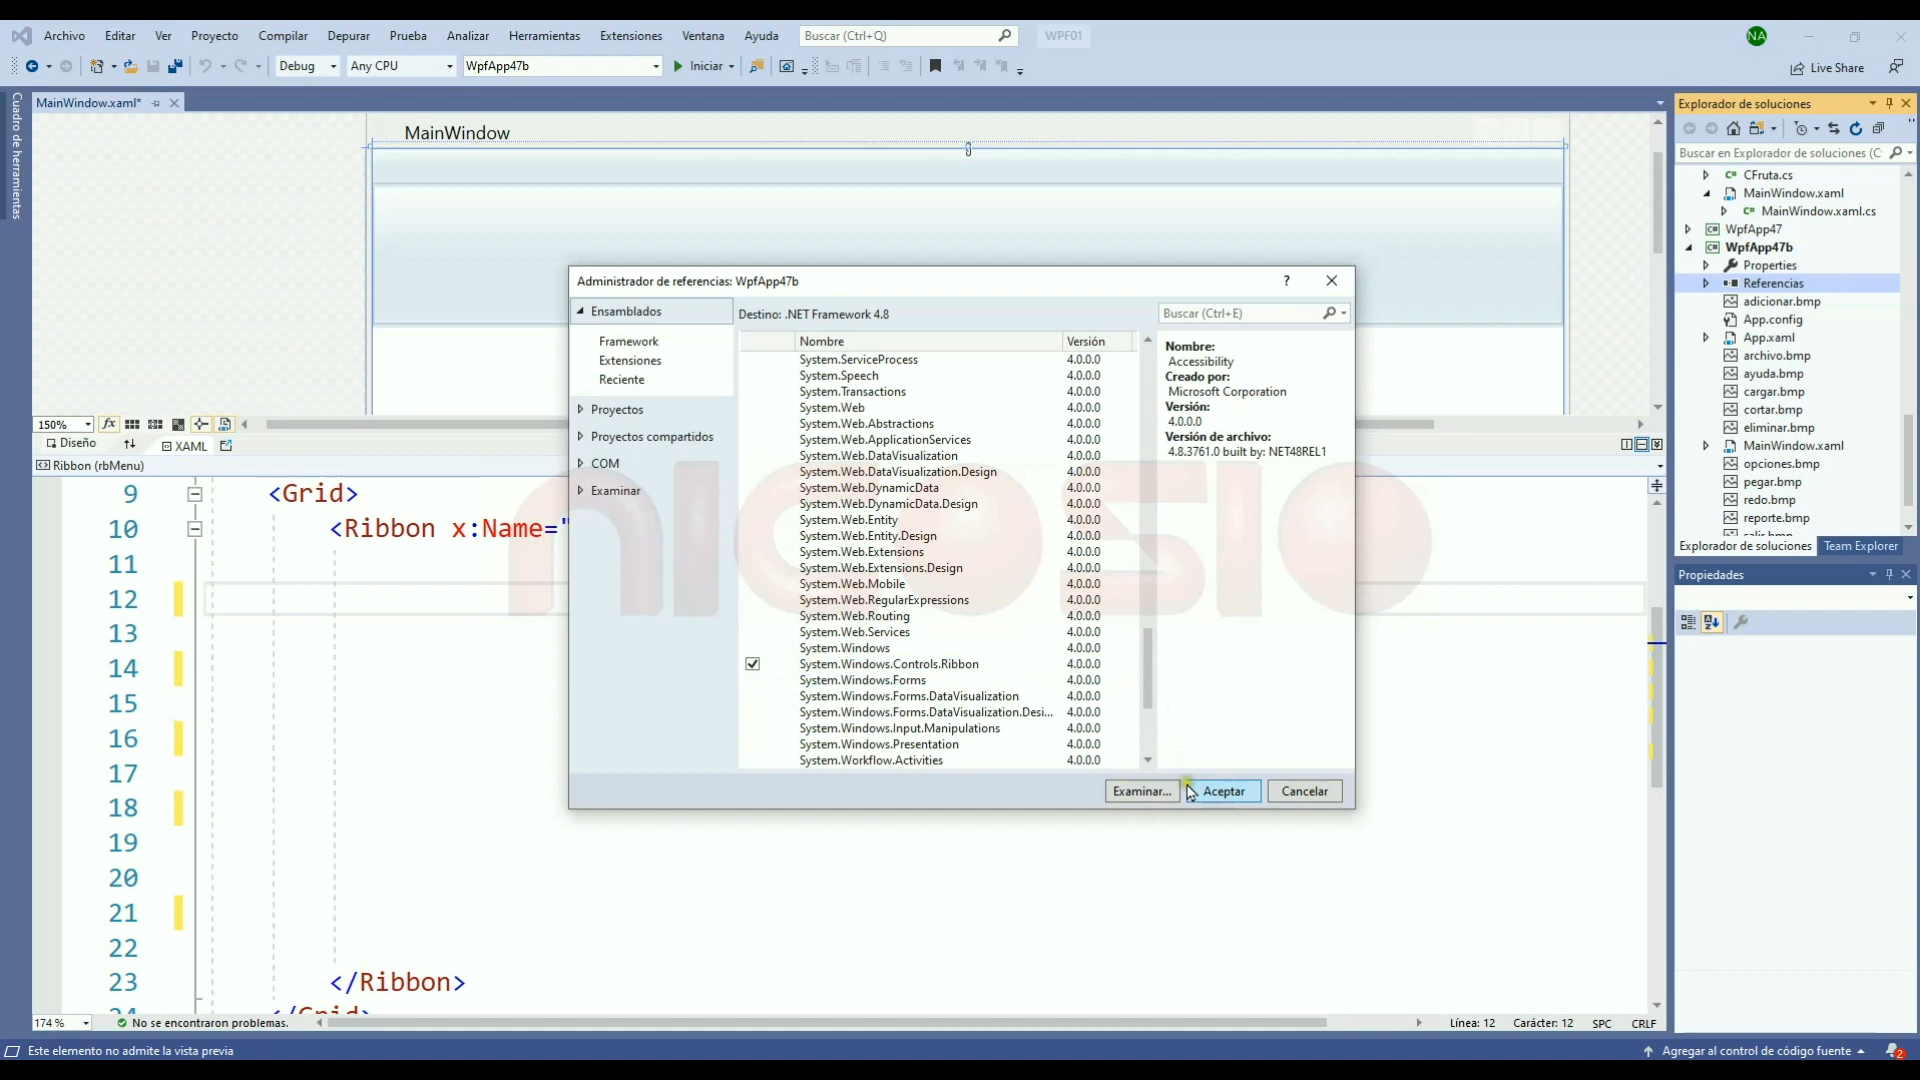 Archivo Editar Ver Proyecto Compilar Depurar Prueba Analizar Herramientas Extensiones Ventana Ayuda Buscar (Ctrl+Q) WPF01 NA
Debug Any CPU WpfApp47b Iniciar Live Share
Cuadro de herramientas
MainWindow.xaml*
MainWindow
Explorador de soluciones
Buscar en Explorador de soluciones (C
CFruta.cs
MainWindow.xaml
MainWindow.xaml.cs
WpfApp47
WpfApp47b
Properties
Referencias
adicionar.bmp
App.config
App.xaml
archivo.bmp
ayuda.bmp
cargar.bmp
cortar.bmp
eliminar.bmp
MainWindow.xaml
opciones.bmp
pegar.bmp
redo.bmp
reporte.bmp
salir.bmp
Explorador de soluciones Team Explorer
Propiedades
Administrador de referencias: WpfApp47b
Ensamblados
Framework
Extensiones
Reciente
Proyectos
Proyectos compartidos
COM
Examinar
Destino: .NET Framework 4.8
Buscar (Ctrl+E)
Nombre Versión
System.ServiceProcess 4.0.0.0
System.Speech 4.0.0.0
System.Transactions 4.0.0.0
System.Web 4.0.0.0
System.Web.Abstractions 4.0.0.0
System.Web.ApplicationServices 4.0.0.0
System.Web.DataVisualization 4.0.0.0
System.Web.DataVisualization.Design 4.0.0.0
System.Web.DynamicData 4.0.0.0
System.Web.DynamicData.Design 4.0.0.0
System.Web.Entity 4.0.0.0
System.Web.Entity.Design 4.0.0.0
System.Web.Extensions 4.0.0.0
System.Web.Extensions.Design 4.0.0.0
System.Web.Mobile 4.0.0.0
System.Web.RegularExpressions 4.0.0.0
System.Web.Routing 4.0.0.0
System.Web.Services 4.0.0.0
System.Windows 4.0.0.0
System.Windows.Controls.Ribbon 4.0.0.0
System.Windows.Forms 4.0.0.0
System.Windows.Forms.DataVisualization 4.0.0.0
System.Windows.Forms.DataVisualization.Desi... 4.0.0.0
System.Windows.Input.Manipulations 4.0.0.0
System.Windows.Presentation 4.0.0.0
System.Workflow.Activities 4.0.0.0
Nombre:
Accessibility
Creado por:
Microsoft Corporation
Versión:
4.0.0.0
Versión de archivo:
4.8.3761.0 built by: NET48REL1
Examinar... Aceptar Cancelar
NICOSIO
150% fx
Diseño XAML
Ribbon (rbMenu)
9 <Grid>
10 <Ribbon x:Name="
11
12
13
14
15
16
17
18
19
20
21
22
23 </Ribbon>
24 </Grid>
174 % No se encontraron problemas. Línea: 12 Carácter: 12 SPC CRLF
Este elemento no admite la vista previa Agregar al control de código fuente 2